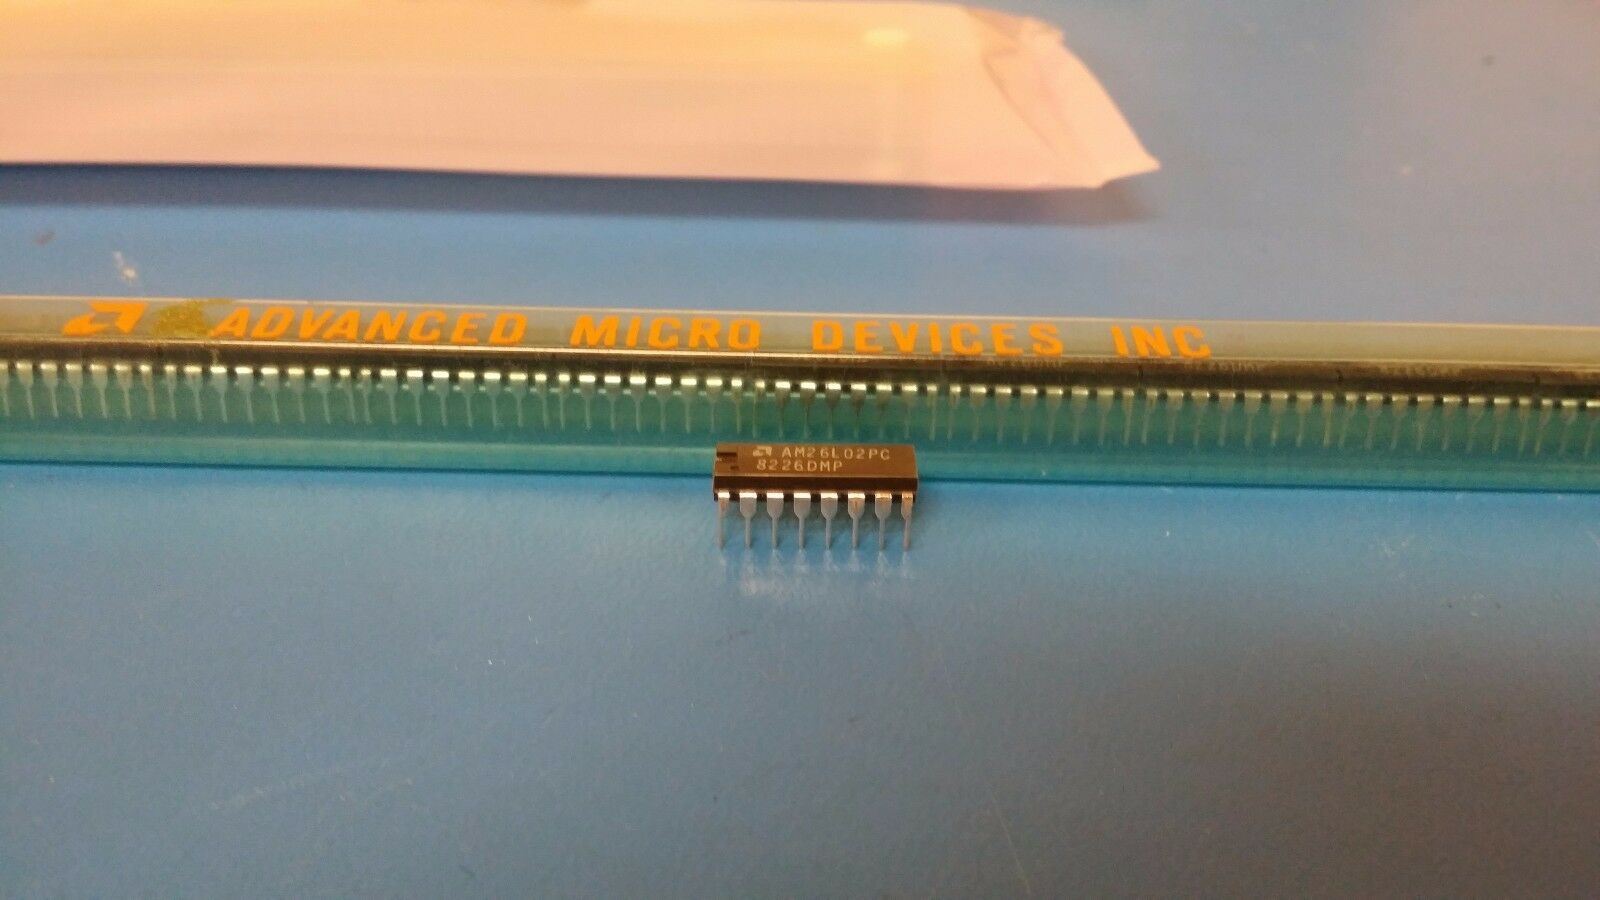 ADVANCED MICRO DEVICES INC
AM26L02PC
8226DMP